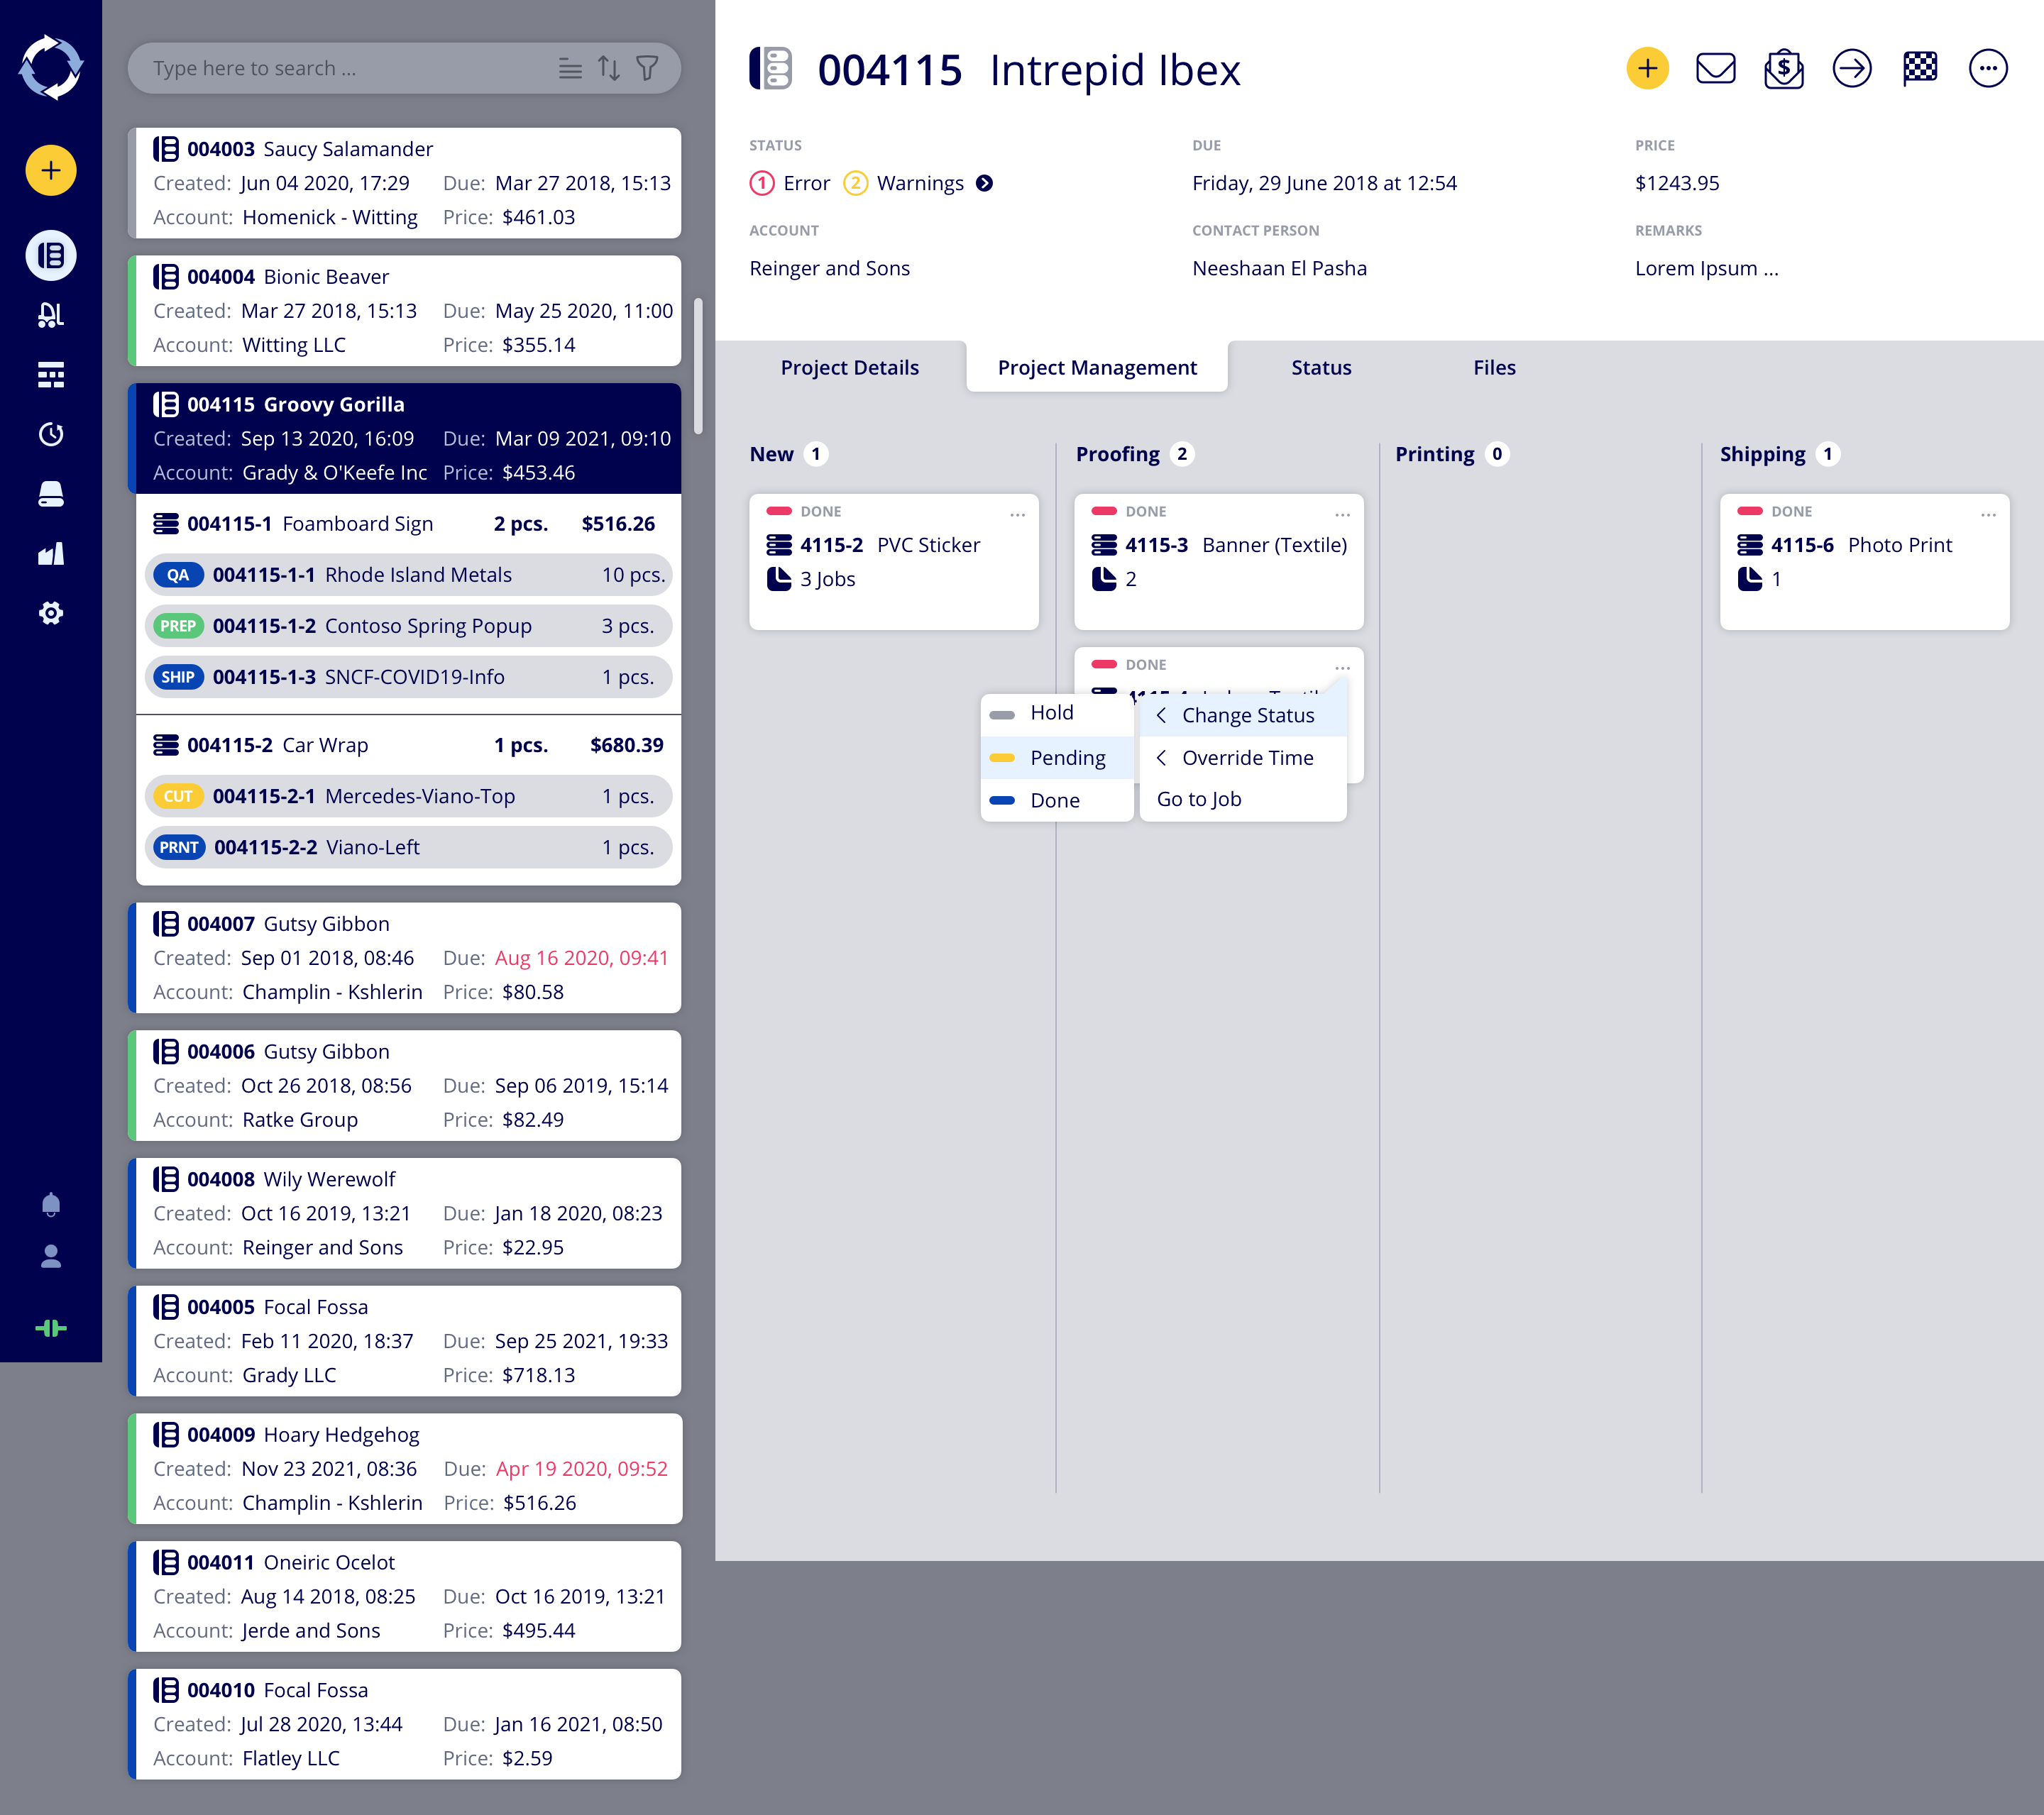 Type here to search ...
004003 Saucy Salamander
Created: Jun 04 2020, 17:29 Due: Mar 27 2018, 15:13
Account: Homenick - Witting Price: $461.03
004004 Bionic Beaver
Created: Mar 27 2018, 15:13 Due: May 25 2020, 11:00
Account: Witting LLC Price: $355.14
004115 Groovy Gorilla
Created: Sep 13 2020, 16:09 Due: Mar 09 2021, 09:10
Account: Grady & O'Keefe Inc Price: $453.46
004115-1 Foamboard Sign 2 pcs. $516.26
QA 004115-1-1 Rhode Island Metals 10 pcs.
PREP 004115-1-2 Contoso Spring Popup 3 pcs.
SHIP 004115-1-3 SNCF-COVID19-Info 1 pcs.
004115-2 Car Wrap 1 pcs. $680.39
CUT 004115-2-1 Mercedes-Viano-Top 1 pcs.
PRNT 004115-2-2 Viano-Left 1 pcs.
004007 Gutsy Gibbon
Created: Sep 01 2018, 08:46 Due: Aug 16 2020, 09:41
Account: Champlin - Kshlerin Price: $80.58
004006 Gutsy Gibbon
Created: Oct 26 2018, 08:56 Due: Sep 06 2019, 15:14
Account: Ratke Group Price: $82.49
004008 Wily Werewolf
Created: Oct 16 2019, 13:21 Due: Jan 18 2020, 08:23
Account: Reinger and Sons Price: $22.95
004005 Focal Fossa
Created: Feb 11 2020, 18:37 Due: Sep 25 2021, 19:33
Account: Grady LLC Price: $718.13
004009 Hoary Hedgehog
Created: Nov 23 2021, 08:36 Due: Apr 19 2020, 09:52
Account: Champlin - Kshlerin Price: $516.26
004011 Oneiric Ocelot
Created: Aug 14 2018, 08:25 Due: Oct 16 2019, 13:21
Account: Jerde and Sons Price: $495.44
004010 Focal Fossa
Created: Jul 28 2020, 13:44 Due: Jan 16 2021, 08:50
Account: Flatley LLC Price: $2.59
004115 Intrepid Ibex
STATUS DUE PRICE
1 Error 2 Warnings Friday, 29 June 2018 at 12:54 $1243.95
ACCOUNT CONTACT PERSON REMARKS
Reinger and Sons Neeshaan El Pasha Lorem Ipsum ...
Project Details Project Management Status Files
New 1 Proofing 2 Printing 0 Shipping 1
DONE ...
4115-2 PVC Sticker
3 Jobs
DONE ...
4115-3 Banner (Textile)
2
DONE ...
Hold
Pending
Done
Change Status
Override Time
Go to Job
DONE ...
4115-6 Photo Print
1